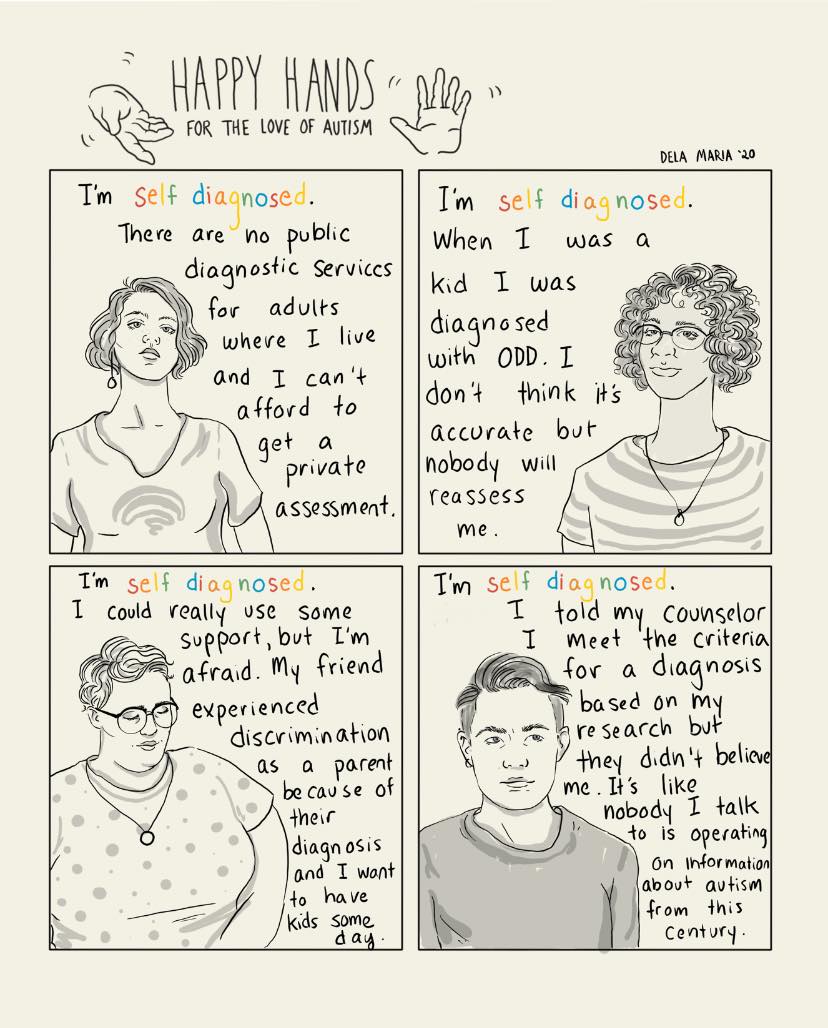 HAPPY HANDS
FOR THE LOVE OF AUTISM
DELA MARIA '20
I'm self diagnosed.
There are no public
diagnostic services
for adults
where I live
and I can't
afford to
get a
private
assessment.
I'm self diagnosed.
When I was a
kid I was
diagnosed
with ODD. I
don't think it's
accurate but
nobody will
reassess
me.
I'm self diagnosed.
I could really use some
support, but I'm
afraid. My friend
experienced
discrimination
as a parent
because of
their
diagnosis
and I want
to have
kids some
day.
I'm self diagnosed.
I told my counselor
I meet the criteria
for a diagnosis
based on my
research but
they didn't believe
me. It's like
nobody I talk
to is operating
on information
about autism
from this
century.